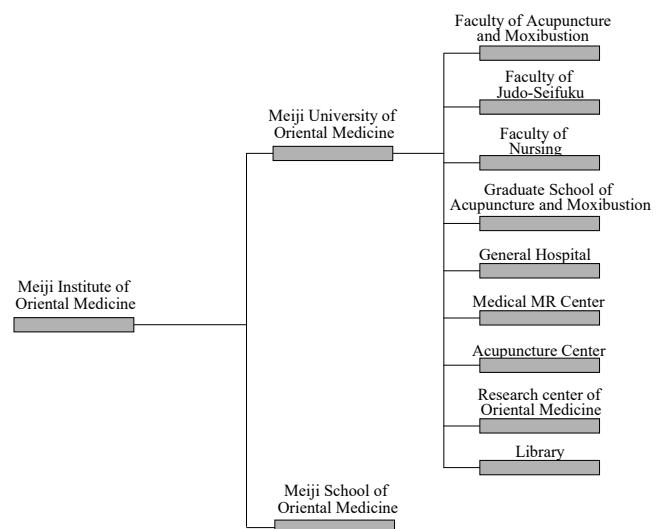 Faculty of Acupuncture
and Moxibustion
Faculty of
Judo-Seifuku
Meiji University of
Oriental Medicine
Faculty of
Nursing
Graduate School of
Acupuncture and Moxibustion
General Hospital
Meiji Institute of
Oriental Medicine
Medical MR Center
Acupuncture Center
Research center of
Oriental Medicine
Library
Meiji School of
Oriental Medicine